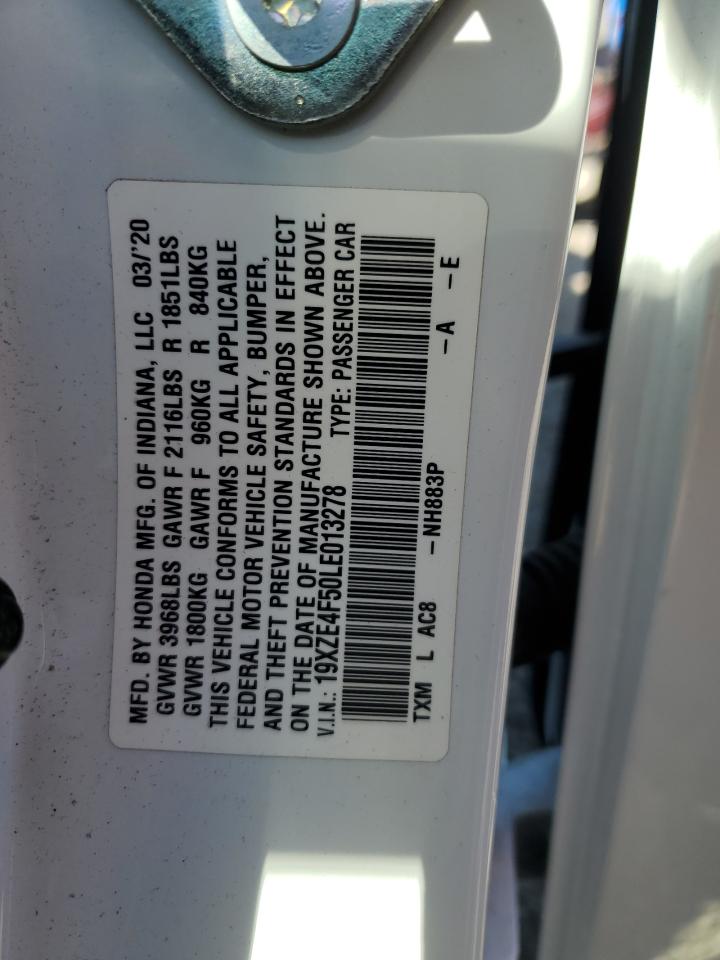 MFD. BY HONDA MFG. OF INDIANA, LLC 03/'20
GVWR 3968LBS GAWR F 2116LBS R 1851LBS
GVWR 1800KG GAWR F 960KG R 840KG
THIS VEHICLE CONFORMS TO ALL APPLICABLE
FEDERAL MOTOR VEHICLE SAFETY, BUMPER,
AND THEFT PREVENTION STANDARDS IN EFFECT
ON THE DATE OF MANUFACTURE SHOWN ABOVE.
V.I.N.: 19XZE4F50LE013278 TYPE: PASSENGER CAR
TXM L AC8 -NH883P -A -E